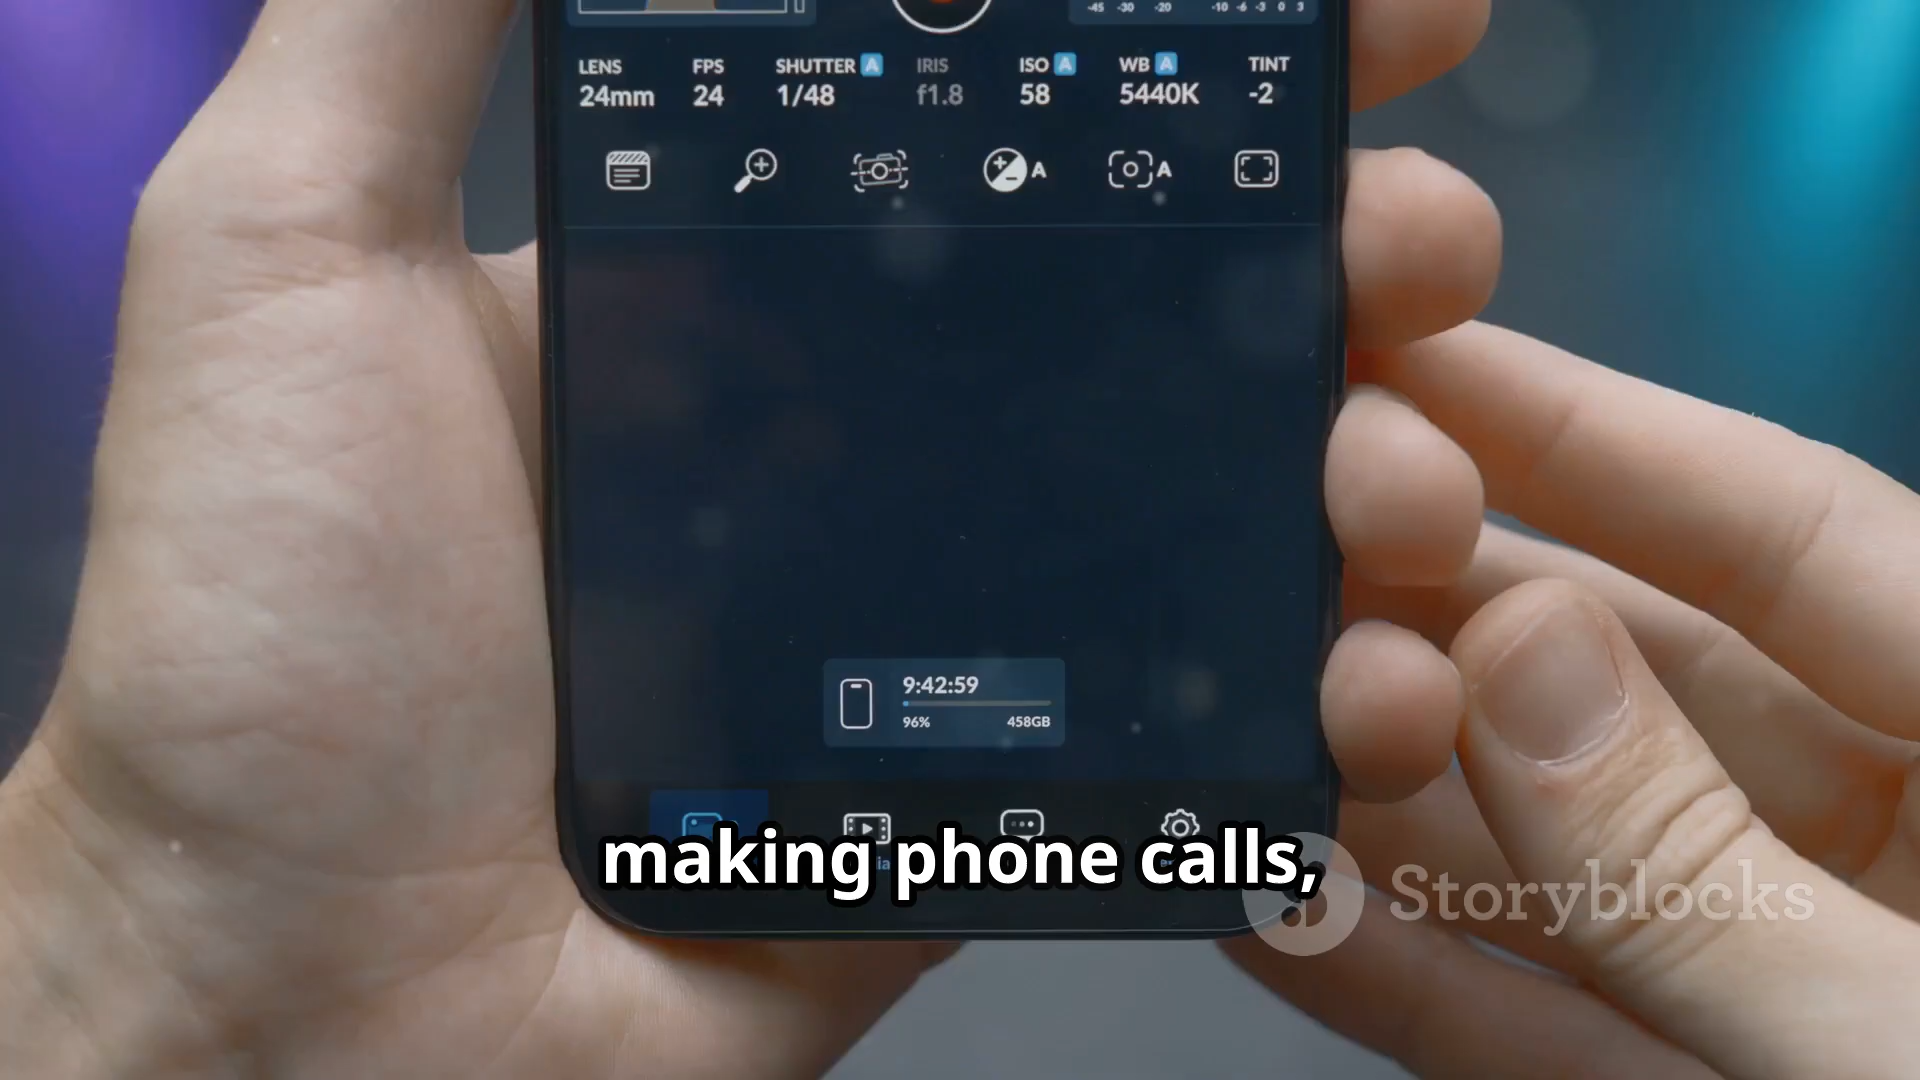 -45 -30 -20 -10 -6 -3 0 3
LENS FPS SHUTTER A IRIS ISO A WB A TINT
24mm 24 1/48 f1.8 58 5440K -2
A A
9:42:59
96% 458GB
making phone calls,
Storyblocks